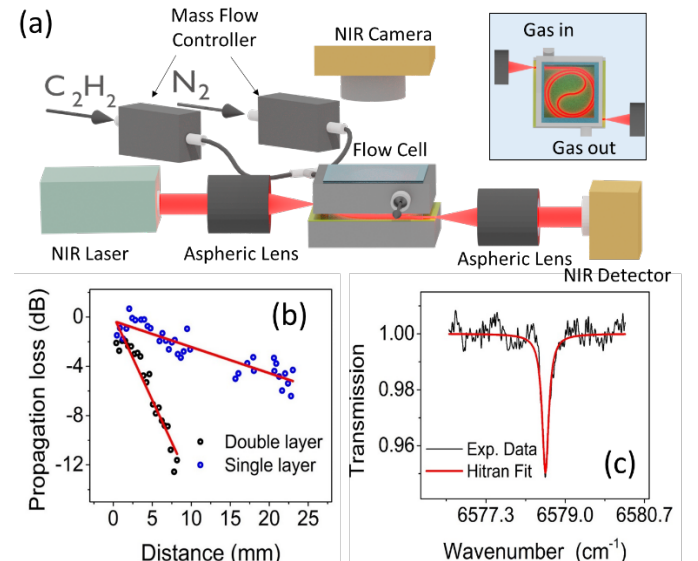 (a)
Mass Flow
Controller
C₂H₂
N₂
NIR Camera
Flow Cell
NIR Laser
Aspheric Lens
Aspheric Lens
NIR Detector
Gas in
Gas out
(b)
Propagation loss (dB)
0
-4
-8
-12
Double layer
Single layer
0
5
10
15
20
25
Distance (mm)
(c)
Transmission
1.00
0.98
0.96
Exp. Data
Hitran Fit
6577.3
6579.0
6580.7
Wavenumber (cm⁻¹)